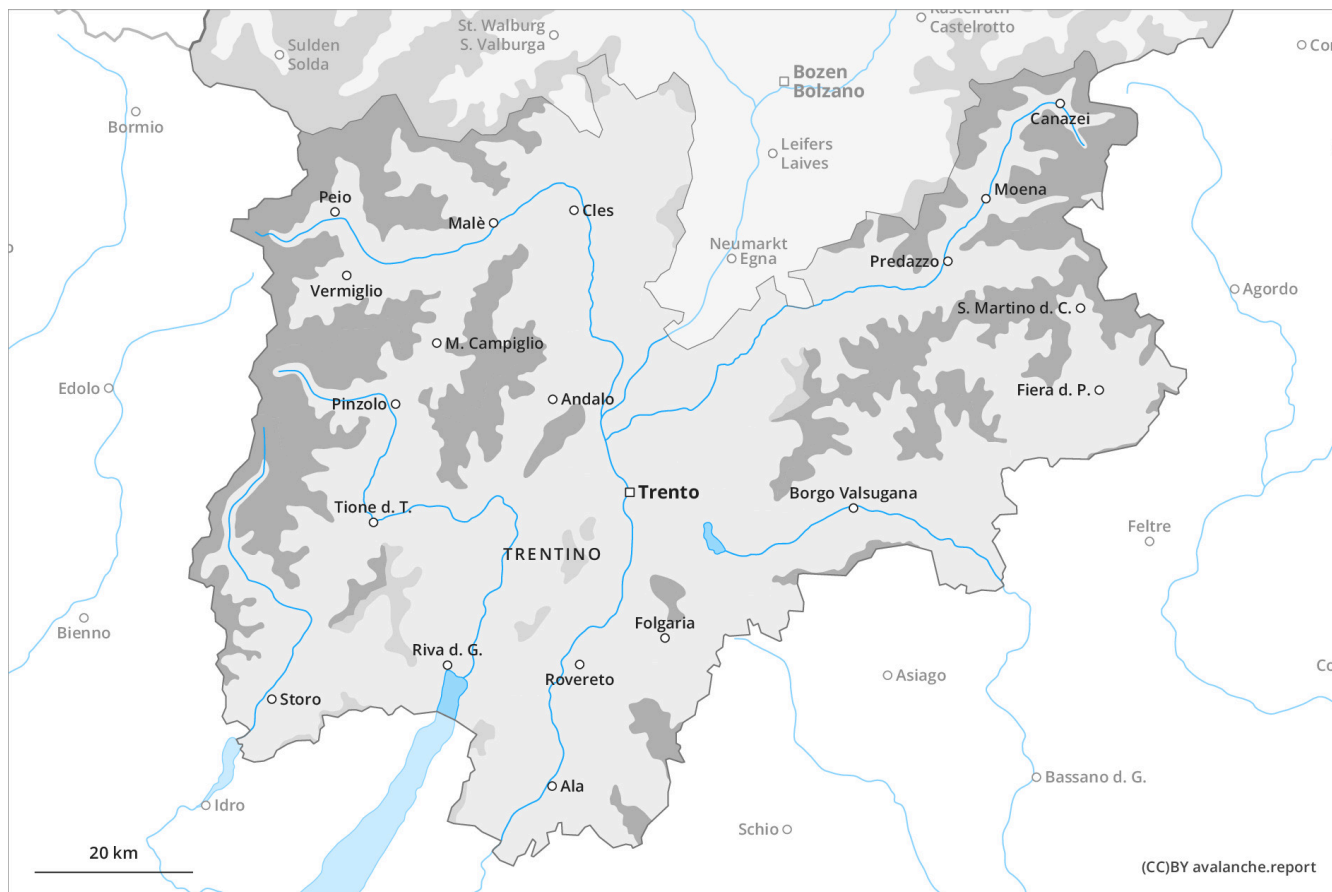 Kastelruth
Castelrotto
St. Walburg
S. Valburga
Sulden
Solda
Bozen
Bolzano
Bormio
Canazei
Leifers
Laives
Moena
Peio
Malè
Cles
Neumarkt
Egna
Predazzo
Vermiglio
Agordo
S. Martino d. C.
M. Campiglio
Edolo
Fiera d. P.
Pinzolo
Andalo
Trento
Borgo Valsugana
Tione d. T.
Feltre
TRENTINO
Bienno
Folgaria
Riva d. G.
Asiago
Rovereto
Storo
Bassano d. G.
Ala
Idro
Schio
20 km
(CC)BY avalanche.report